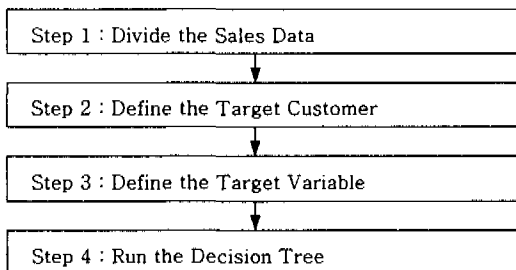 Step 1 : Divide the Sales Data
Step 2 : Define the Target Customer
Step 3 : Define the Target Variable
Step 4 : Run the Decision Tree